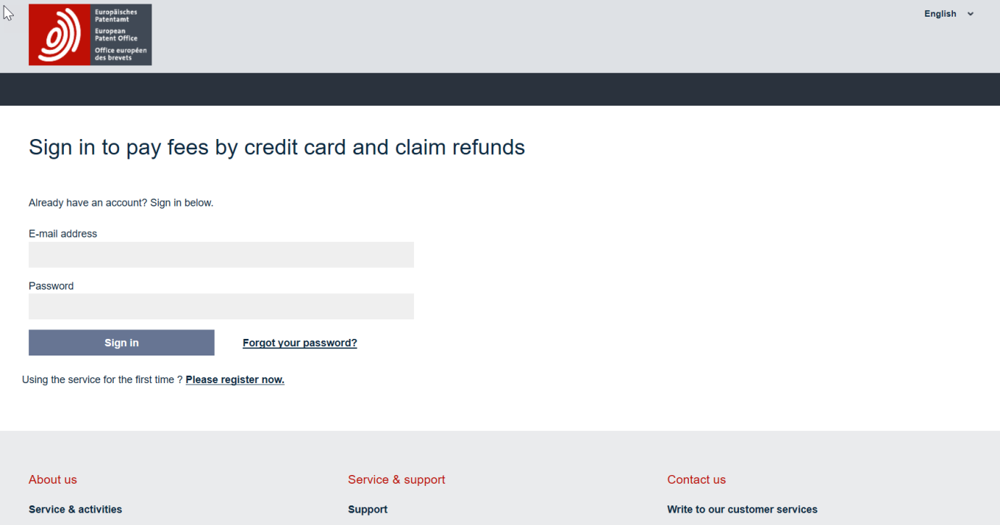 Europäisches
Patentamt
European
Patent Office
Office européen
des brevets
English
Sign in to pay fees by credit card and claim refunds
Already have an account? Sign in below.
E-mail address
Password
Sign in
Forgot your password?
Using the service for the first time ? Please register now.
About us
Service & support
Contact us
Service & activities
Support
Write to our customer services